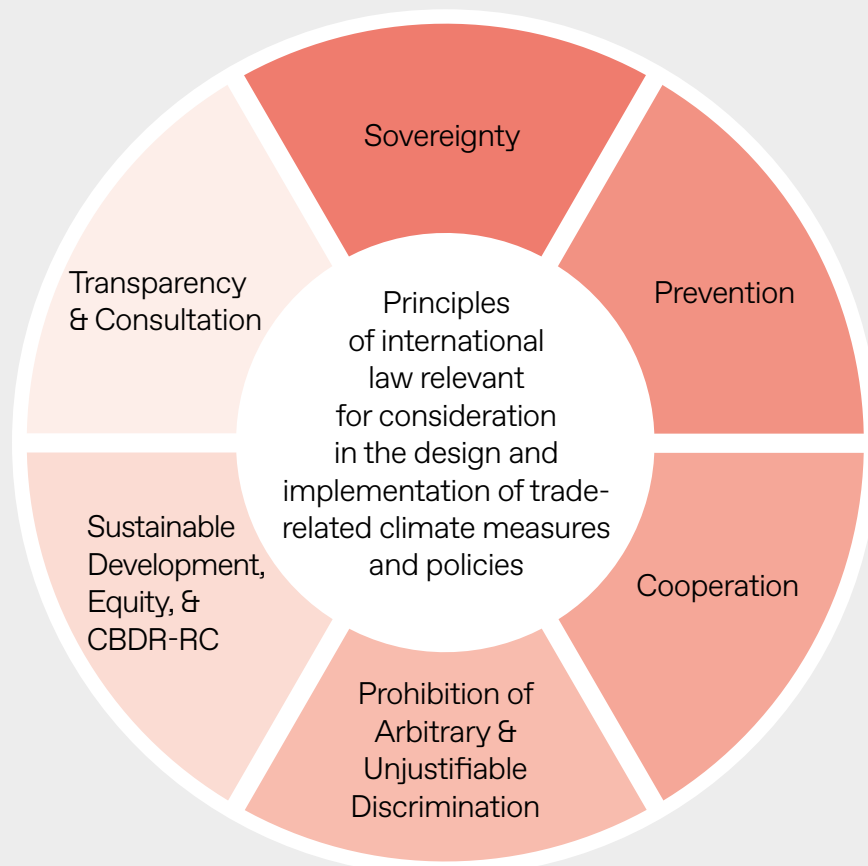 Sovereignty
Prevention
Cooperation
Prohibition of
Arbitrary &
Unjustifiable
Discrimination
Sustainable
Development,
Equity, &
CBDR-RC
Transparency
& Consultation
Principles
of international
law relevant
for consideration
in the design and
implementation of trade-
related climate measures
and policies